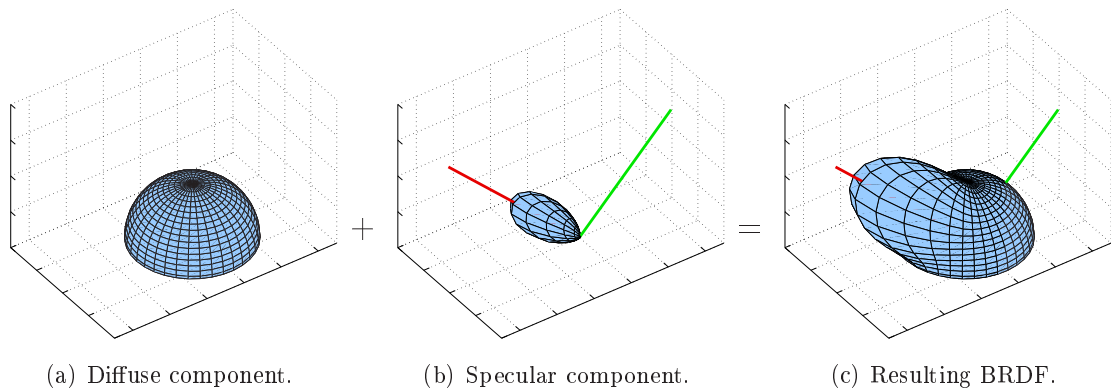 +
=
(a) Diffuse component.
(b) Specular component.
(c) Resulting BRDF.